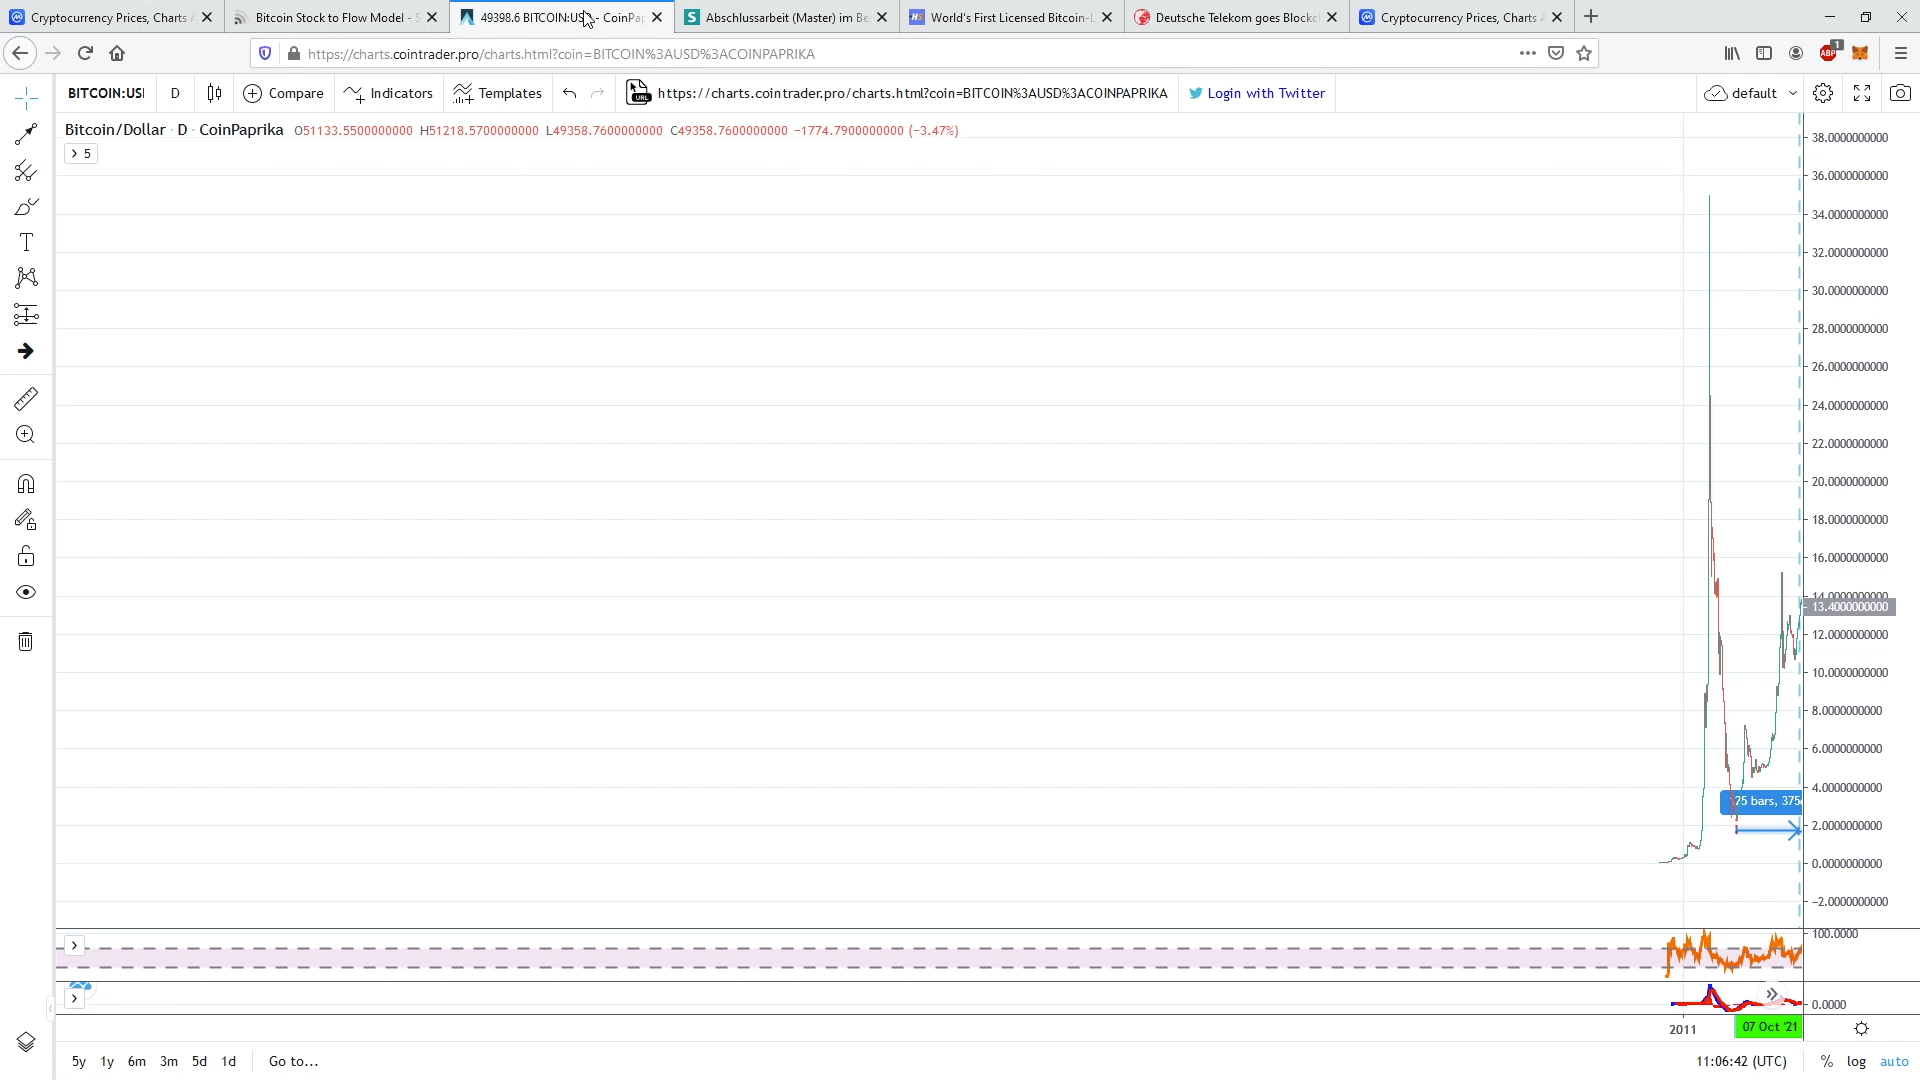 Cryptocurrency Prices, Charts A
Bitcoin Stock to Flow Model - S
49398.6 BITCOIN:US - CoinPa
Abschlussarbeit (Master) im Be
World's First Licensed Bitcoin-L
Deutsche Telekom goes Blockc
Cryptocurrency Prices, Charts A
https://charts.cointrader.pro/charts.html?coin=BITCOIN%3AUSD%3ACOINPAPRIKA
ABP 1
BITCOIN:USI
D
Compare
Indicators
Templates
URL
https://charts.cointrader.pro/charts.html?coin=BITCOIN%3AUSD%3ACOINPAPRIKA
Login with Twitter
default
Bitcoin/Dollar · D · CoinPaprika O51133.5500000000 H51218.5700000000 L49358.7600000000 C49358.7600000000 −1774.7900000000 (−3.47%)
5
38.0000000000
36.0000000000
34.0000000000
32.0000000000
30.0000000000
28.0000000000
26.0000000000
24.0000000000
22.0000000000
20.0000000000
18.0000000000
16.0000000000
14.0000000000
13.4000000000
12.0000000000
10.0000000000
8.0000000000
6.0000000000
4.0000000000
25 bars, 375
2.0000000000
0.0000000000
−2.0000000000
100.0000
0.0000
2011
07 Oct '21
5y 1y 6m 3m 5d 1d Go to...
11:06:42 (UTC) % log auto